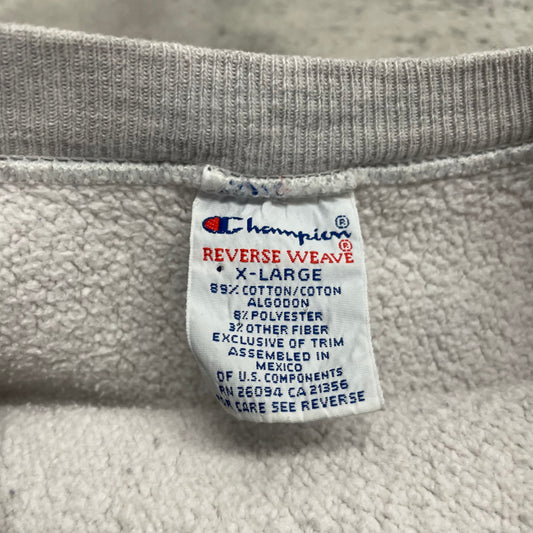 Champion®
REVERSE WEAVE®
X-LARGE
89% COTTON/COTON
ALGODON
8% POLYESTER
3% OTHER FIBER
EXCLUSIVE OF TRIM
ASSEMBLED IN
MEXICO
OF U.S. COMPONENTS
RN 26094 CA 21356
FOR CARE SEE REVERSE